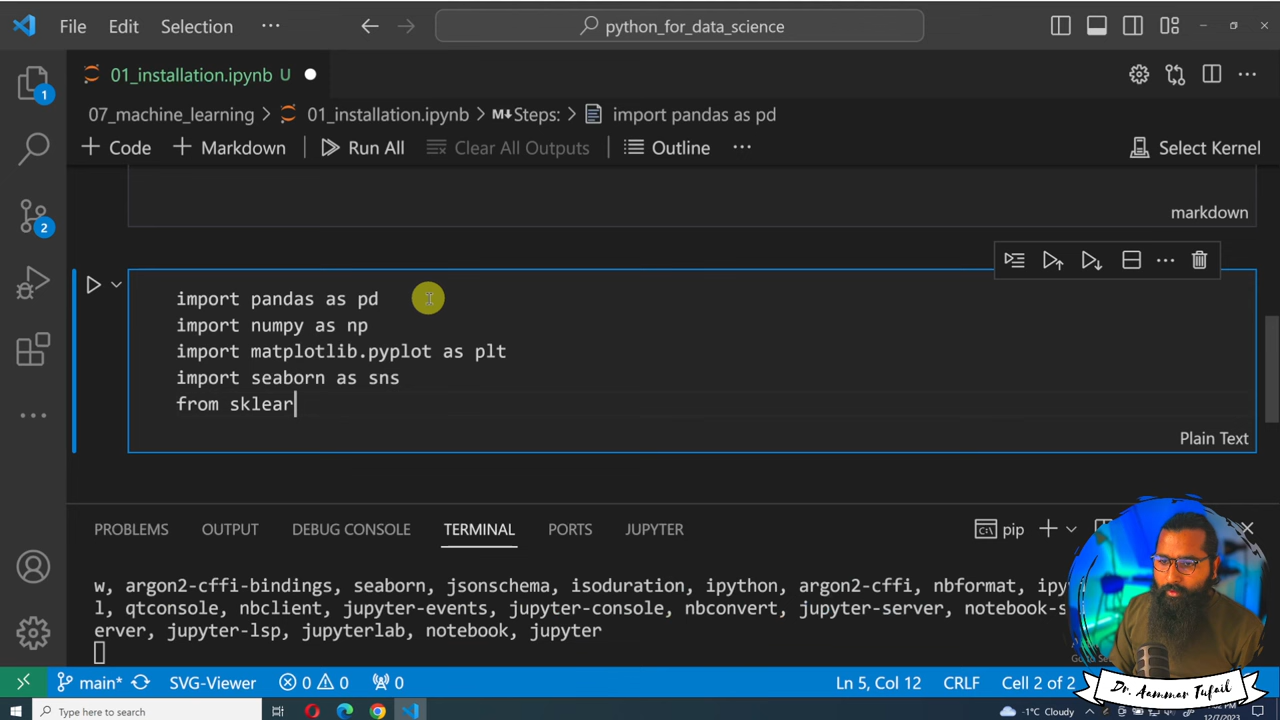 File Edit Selection ··· python_for_data_science
01_installation.ipynb U
07_machine_learning > 01_installation.ipynb > M↓Steps: > import pandas as pd
+ Code + Markdown Run All Clear All Outputs Outline ··· Select Kernel
markdown
import pandas as pd
import numpy as np
import matplotlib.pyplot as plt
import seaborn as sns
from sklear
Plain Text
PROBLEMS OUTPUT DEBUG CONSOLE TERMINAL PORTS JUPYTER pip
w, argon2-cffi-bindings, seaborn, jsonschema, isoduration, ipython, argon2-cffi, nbformat,
l, qtconsole, nbclient, jupyter-events, jupyter-console, nbconvert, jupyter-server, notebook-s
erver, jupyter-lsp, jupyterlab, notebook, jupyter
main* SVG-Viewer 0 0 0 Ln 5, Col 12 CRLF Cell 2 of 2
Dr. Aammar Tufail
Type here to search -1°C Cloudy
12/7/2023